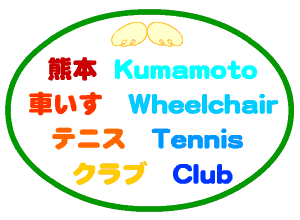 熊本 Kumamoto
車いす Wheelchair
テニス Tennis
クラブ Club